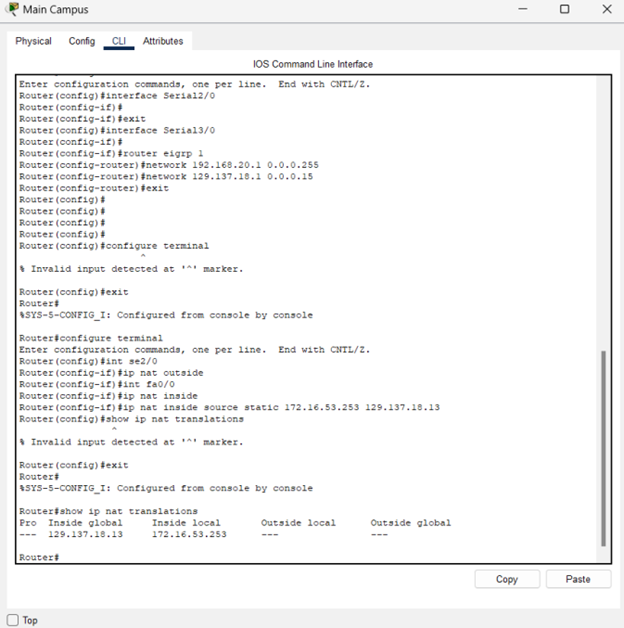 Main Campus
Physical Config CLI Attributes
IOS Command Line Interface
Enter configuration commands, one per line.  End with CNTL/Z.
Router(config)#interface Serial2/0
Router(config-if)#
Router(config-if)#exit
Router(config)#interface Serial3/0
Router(config-if)#
Router(config-if)#router eigrp 1
Router(config-router)#network 192.168.20.1 0.0.0.255
Router(config-router)#network 129.137.18.1 0.0.0.15
Router(config-router)#exit
Router(config)#
Router(config)#
Router(config)#
Router(config)#
Router(config)#configure terminal
^
% Invalid input detected at '^' marker.
Router(config)#exit
Router#
%SYS-5-CONFIG_I: Configured from console by console
Router#configure terminal
Enter configuration commands, one per line.  End with CNTL/Z.
Router(config)#int se2/0
Router(config-if)#ip nat outside
Router(config-if)#int fa0/0
Router(config-if)#ip nat inside
Router(config-if)#ip nat inside source static 172.16.53.253 129.137.18.13
Router(config)#show ip nat translations
^
% Invalid input detected at '^' marker.
Router(config)#exit
Router#
%SYS-5-CONFIG_I: Configured from console by console
Router#show ip nat translations
Pro  Inside global     Inside local       Outside local      Outside global
---  129.137.18.13     172.16.53.253      ---                ---
Router#
Copy Paste
Top